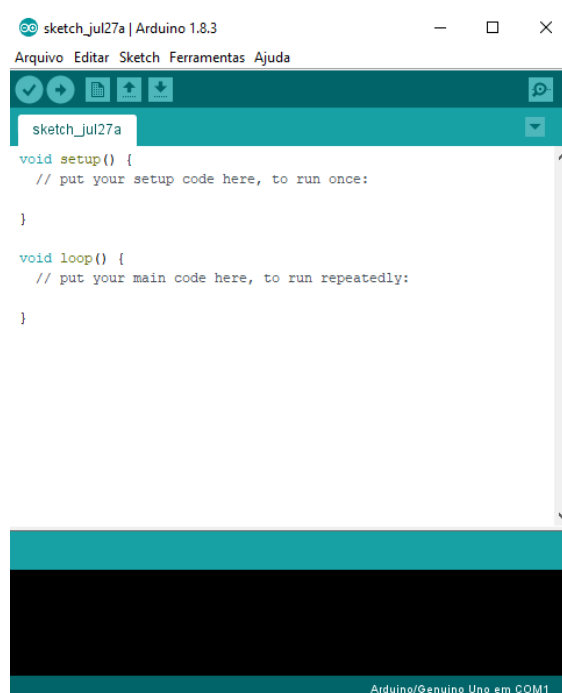 sketch_jul27a | Arduino 1.8.3
Arquivo Editar Sketch Ferramentas Ajuda
sketch_jul27a
void setup() {
// put your setup code here, to run once:
}
void loop() {
// put your main code here, to run repeatedly:
}
Arduino/Genuino Uno em COM1